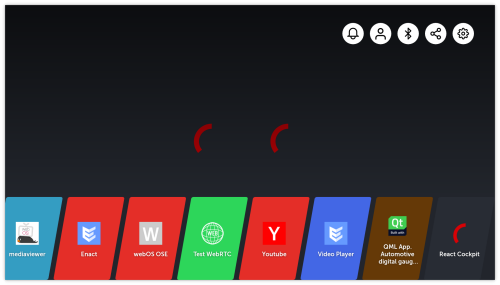 mediaviewer
Enact
W
webOS OSE
WEB
Test WebRTC
Y
Youtube
Video Player
Qt
Built with
QML App.
Automotive
digital gaug...
React Cockpit